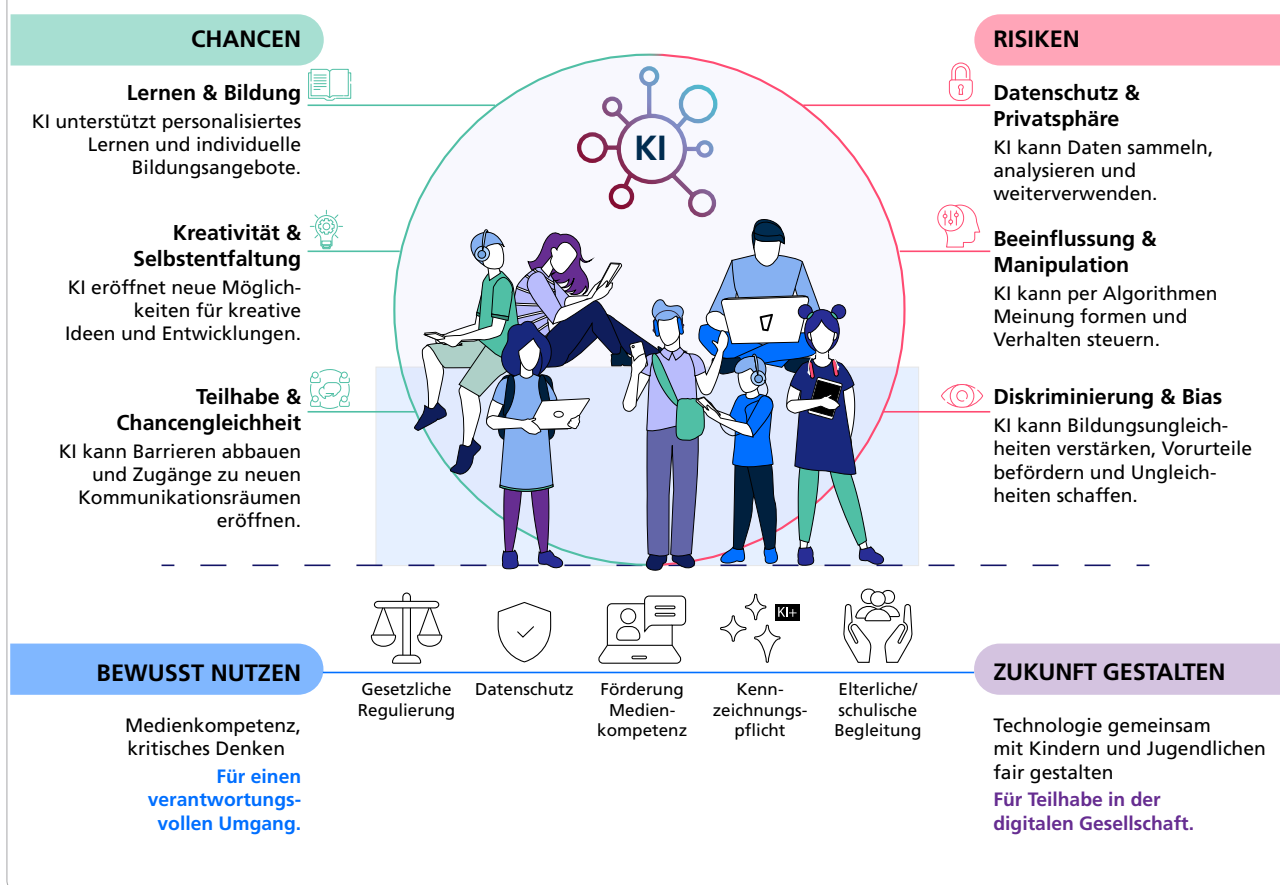 CHANCEN
Lernen & Bildung
KI unterstützt personalisiertes
Lernen und individuelle
Bildungsangebote.
Kreativität &
Selbstentfaltung
KI eröffnet neue Möglich-
keiten für kreative
Ideen und Entwicklungen.
Teilhabe &
Chancengleichheit
KI kann Barrieren abbauen
und Zugänge zu neuen
Kommunikationsräumen
eröffnen.
KI
RISIKEN
Datenschutz &
Privatsphäre
KI kann Daten sammeln,
analysieren und
weiterverwenden.
Beeinflussung &
Manipulation
KI kann per Algorithmen
Meinung formen und
Verhalten steuern.
Diskriminierung & Bias
KI kann Bildungsungleich-
heiten verstärken, Vorurteile
befördern und Ungleich-
heiten schaffen.
BEWUSST NUTZEN
Medienkompetenz,
kritisches Denken
Für einen
verantwortungs-
vollen Umgang.
Gesetzliche
Regulierung
Datenschutz
Förderung
Medien-
kompetenz
KI+
Kenn-
zeichnungs-
pflicht
Elterliche/
schulische
Begleitung
ZUKUNFT GESTALTEN
Technologie gemeinsam
mit Kindern und Jugendlichen
fair gestalten
Für Teilhabe in der
digitalen Gesellschaft.